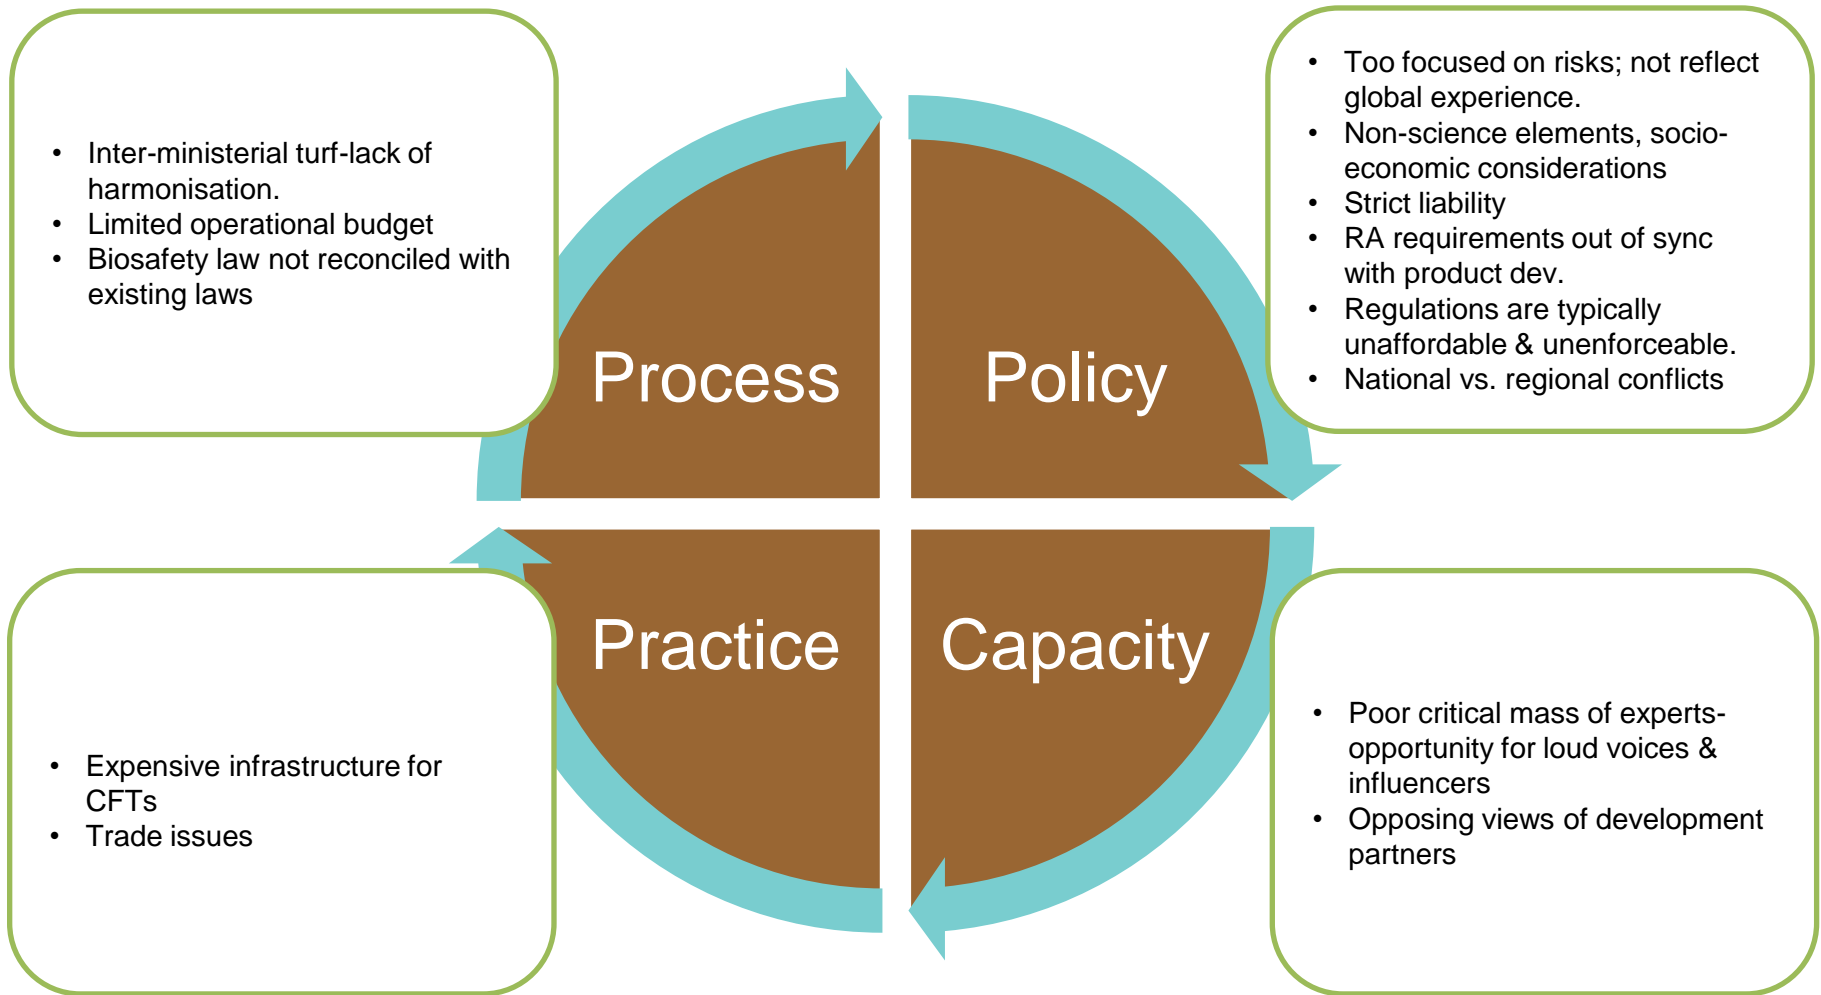 • Inter-ministerial turf-lack of
harmonisation.
• Limited operational budget
• Biosafety law not reconciled with
existing laws
• Too focused on risks; not reflect
global experience.
• Non-science elements, socio-
economic considerations
• Strict liability
• RA requirements out of sync
with product dev.
• Regulations are typically
unaffordable & unenforceable.
• National vs. regional conflicts
Process
Policy
Practice
Capacity
• Expensive infrastructure for
CFTs
• Trade issues
• Poor critical mass of experts-
opportunity for loud voices &
influencers
• Opposing views of development
partners